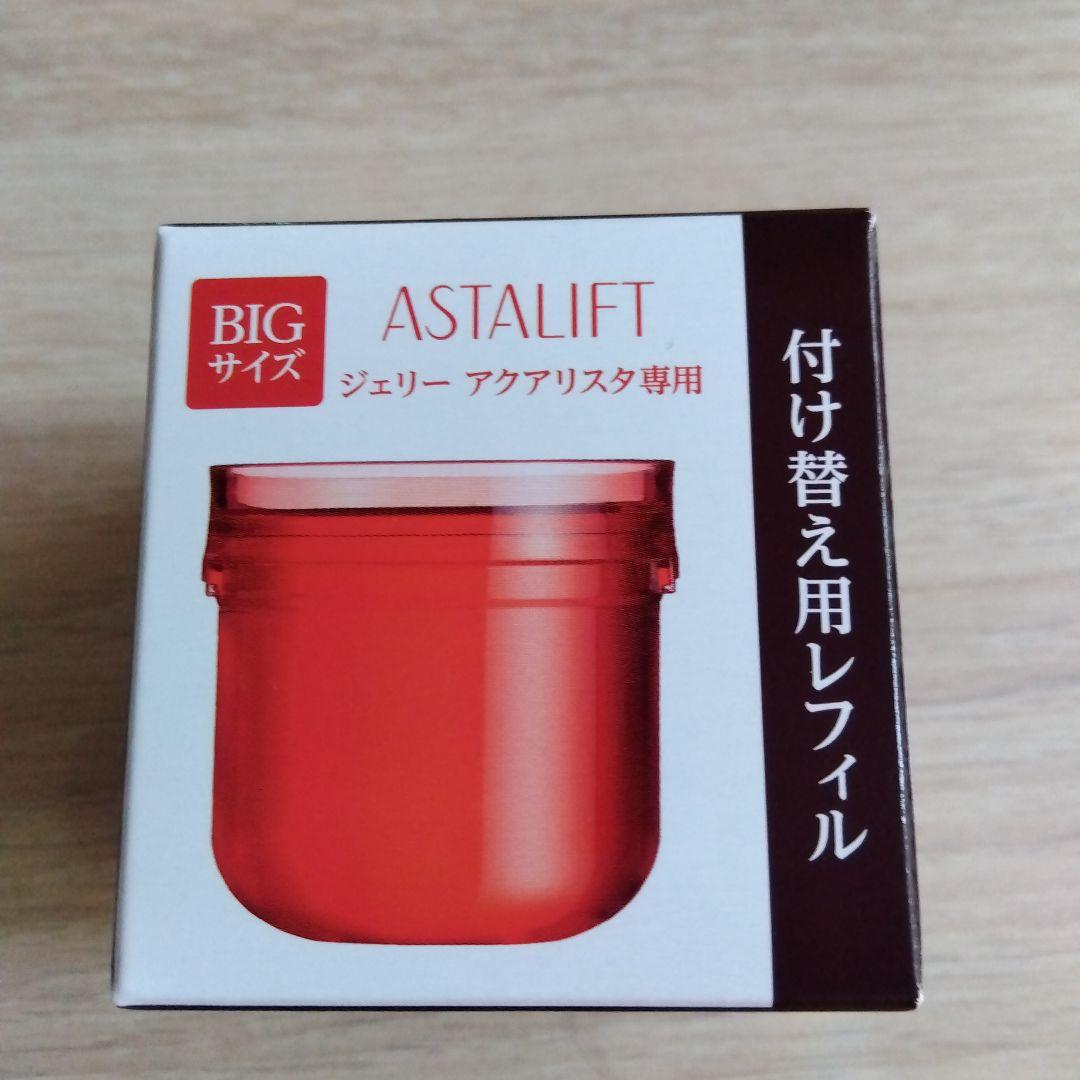 BIG
サイズ
ASTALIFT
ジェリー アクアリスタ専用
付け替え用レフィル